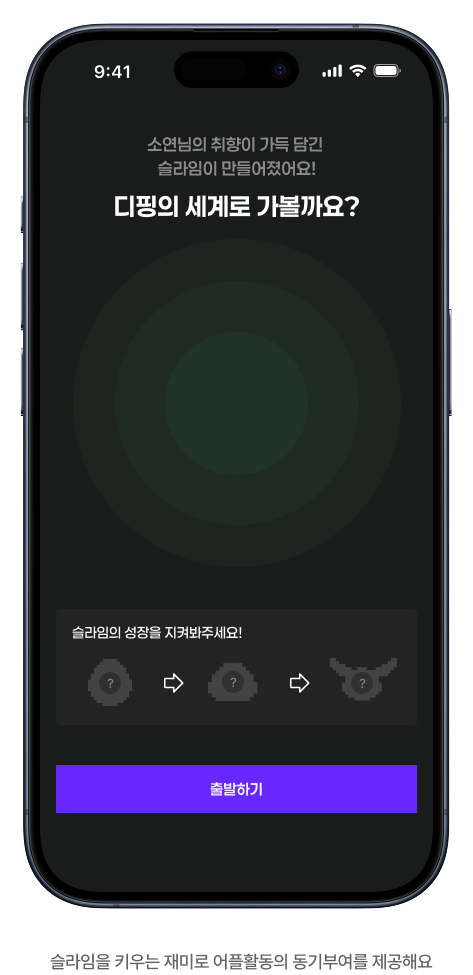 9:41
소연님의 취향이 가득 담긴
슬라임이 만들어졌어요!
디핑의 세계로 가볼까요?
슬라임의 성장을 지켜봐주세요!
? ? ?
출발하기
슬라임을 키우는 재미로 어플활동의 동기부여를 제공해요